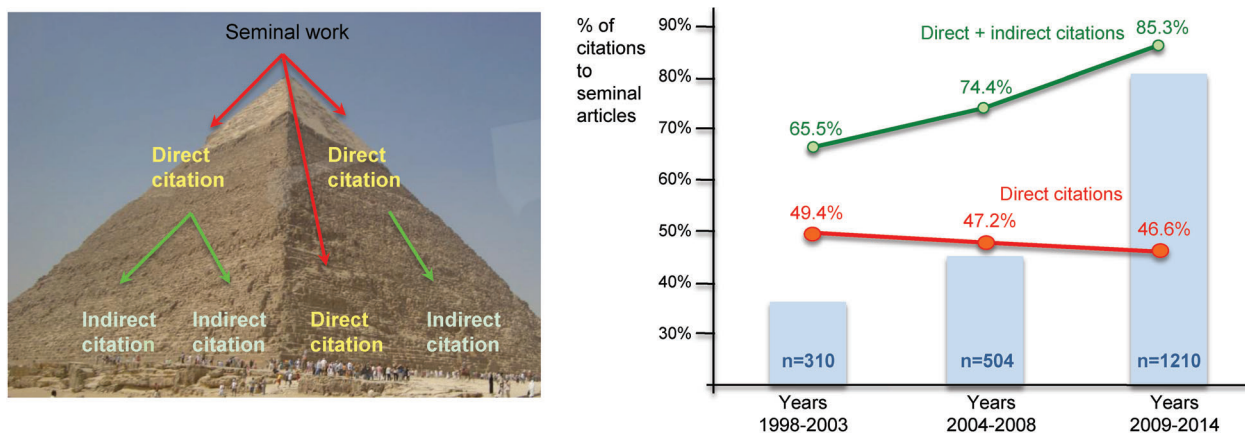 Seminal work
Direct
citation
Direct
citation
Indirect
citation
Indirect
citation
Direct
citation
Indirect
citation
% of
citations
to
seminal
articles
90%
80%
70%
60%
50%
40%
30%
Direct + indirect citations
85.3%
74.4%
65.5%
Direct citations
49.4%
47.2%
46.6%
n=310
n=504
n=1210
Years
1998-2003
Years
2004-2008
Years
2009-2014